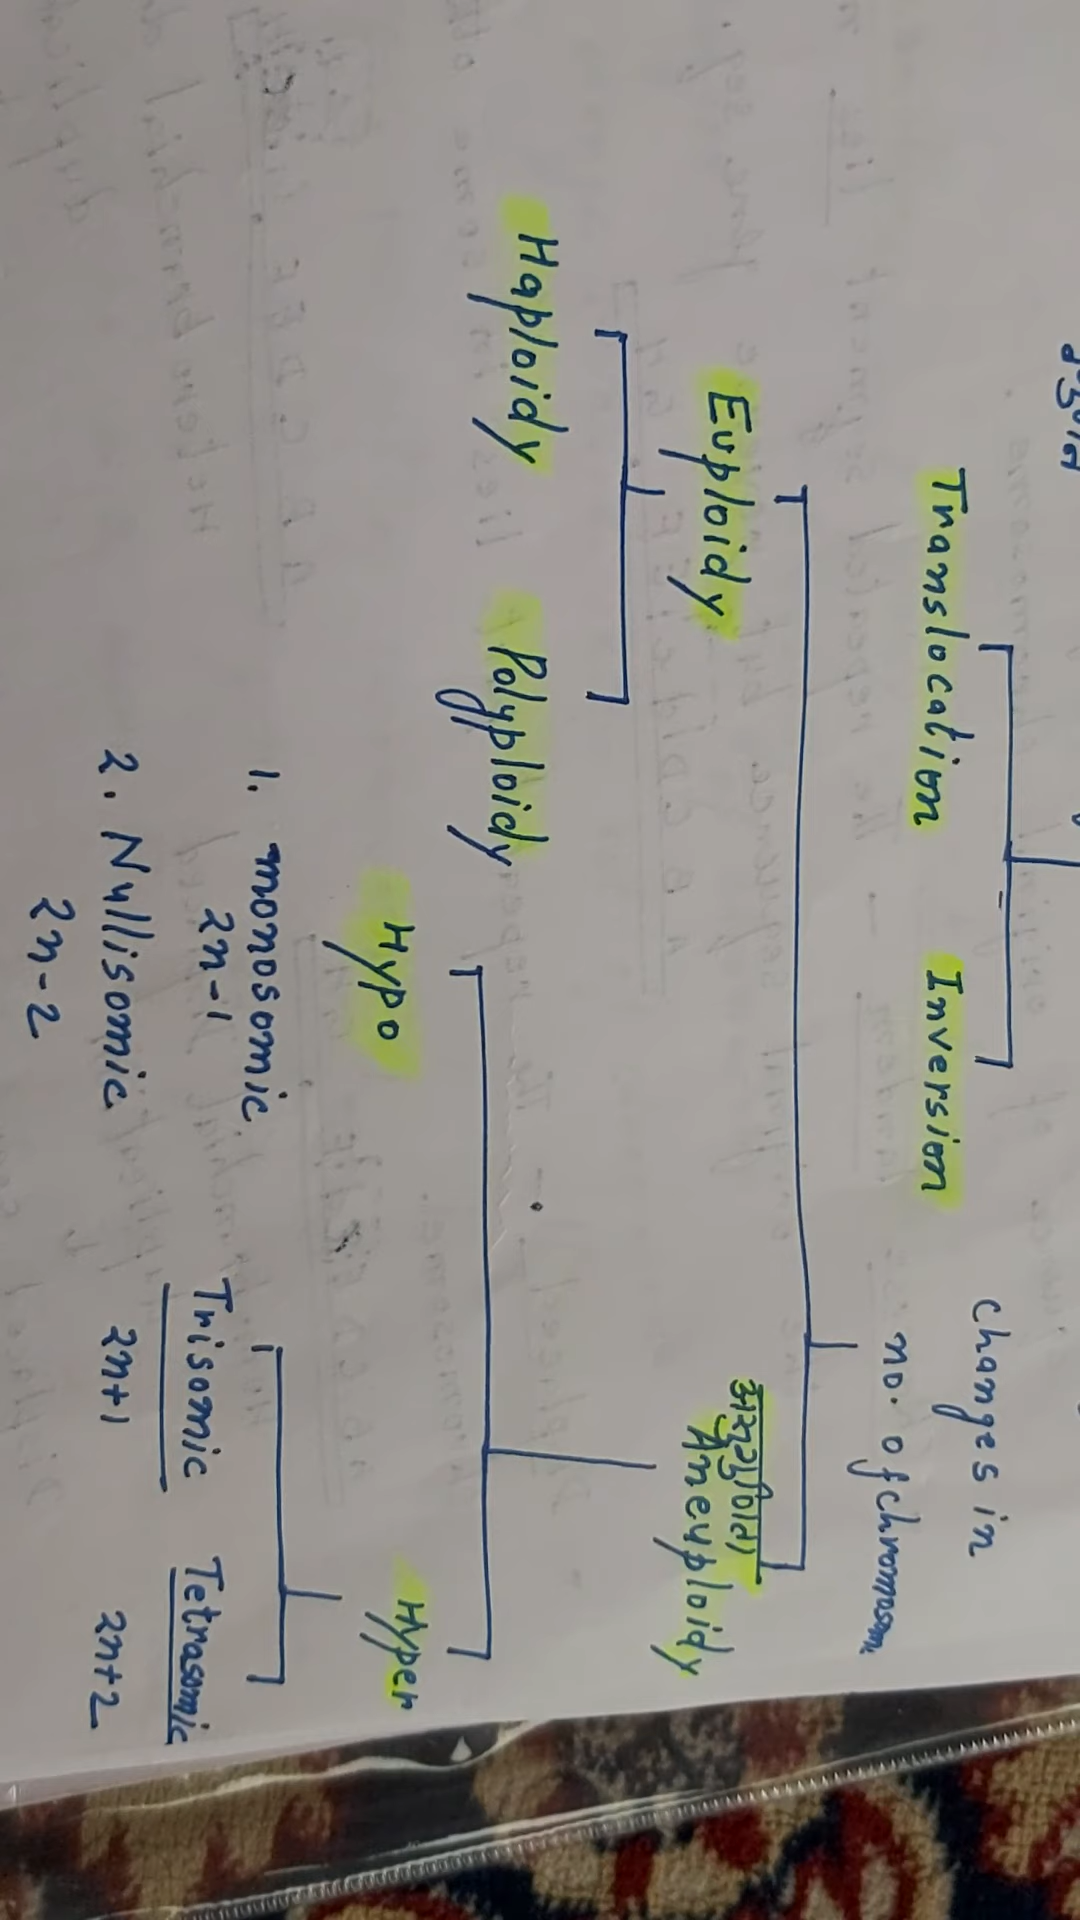 Translocation Inversion
changes in
no. of chromosom
Euploidy
असुगुणिता
Aneuploidy
Haploidy Polyploidy
Hypo Hyper
1. monosomic
2n-1
2. Nullisomic
2n-2
Trisomic Tetrasomic
2n+1 2n+2